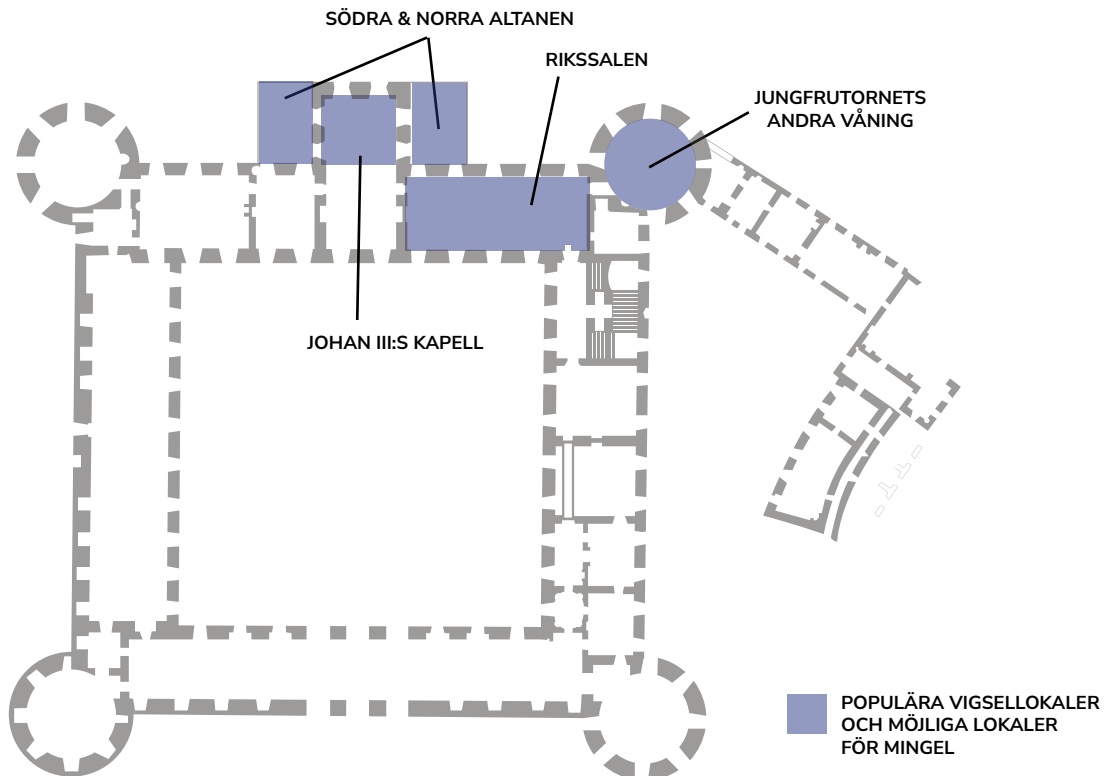 SÖDRA & NORRA ALTANEN
RIKSSALEN
JUNGFRUTORNETS
ANDRA VÅNING
JOHAN III:S KAPELL
POPULÄRA VIGSELLOKALER
OCH MÖJLIGA LOKALER
FÖR MINGEL